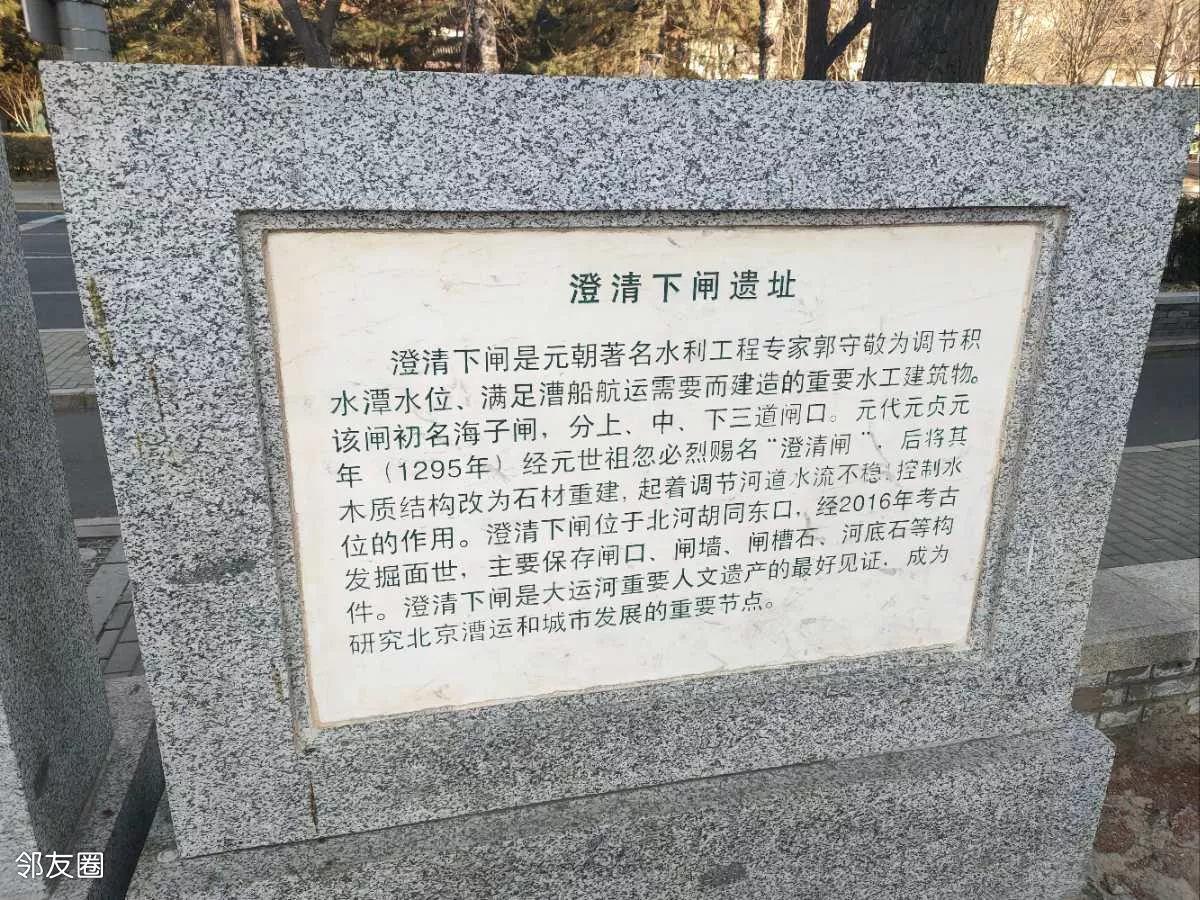 澄清下闸遗址
澄清下闸是元朝著名水利工程专家郭守敬为调节积
水潭水位、满足漕船航运需要而建造的重要水工建筑物。
该闸初名海子闸，分上、中、下三道闸口。元代元贞元
年（1295年）经元世祖忽必烈赐名“澄清闸”，后将其
木质结构改为石材重建，起着调节河道水流不稳，控制水
位的作用。澄清下闸位于北河胡同东口，经2016年考古
发掘面世，主要保存闸口、闸墙、闸槽石、河底石等构
件。澄清下闸是大运河重要人文遗产的最好见证．成为
研究北京漕运和城市发展的重要节点。
邻友圈